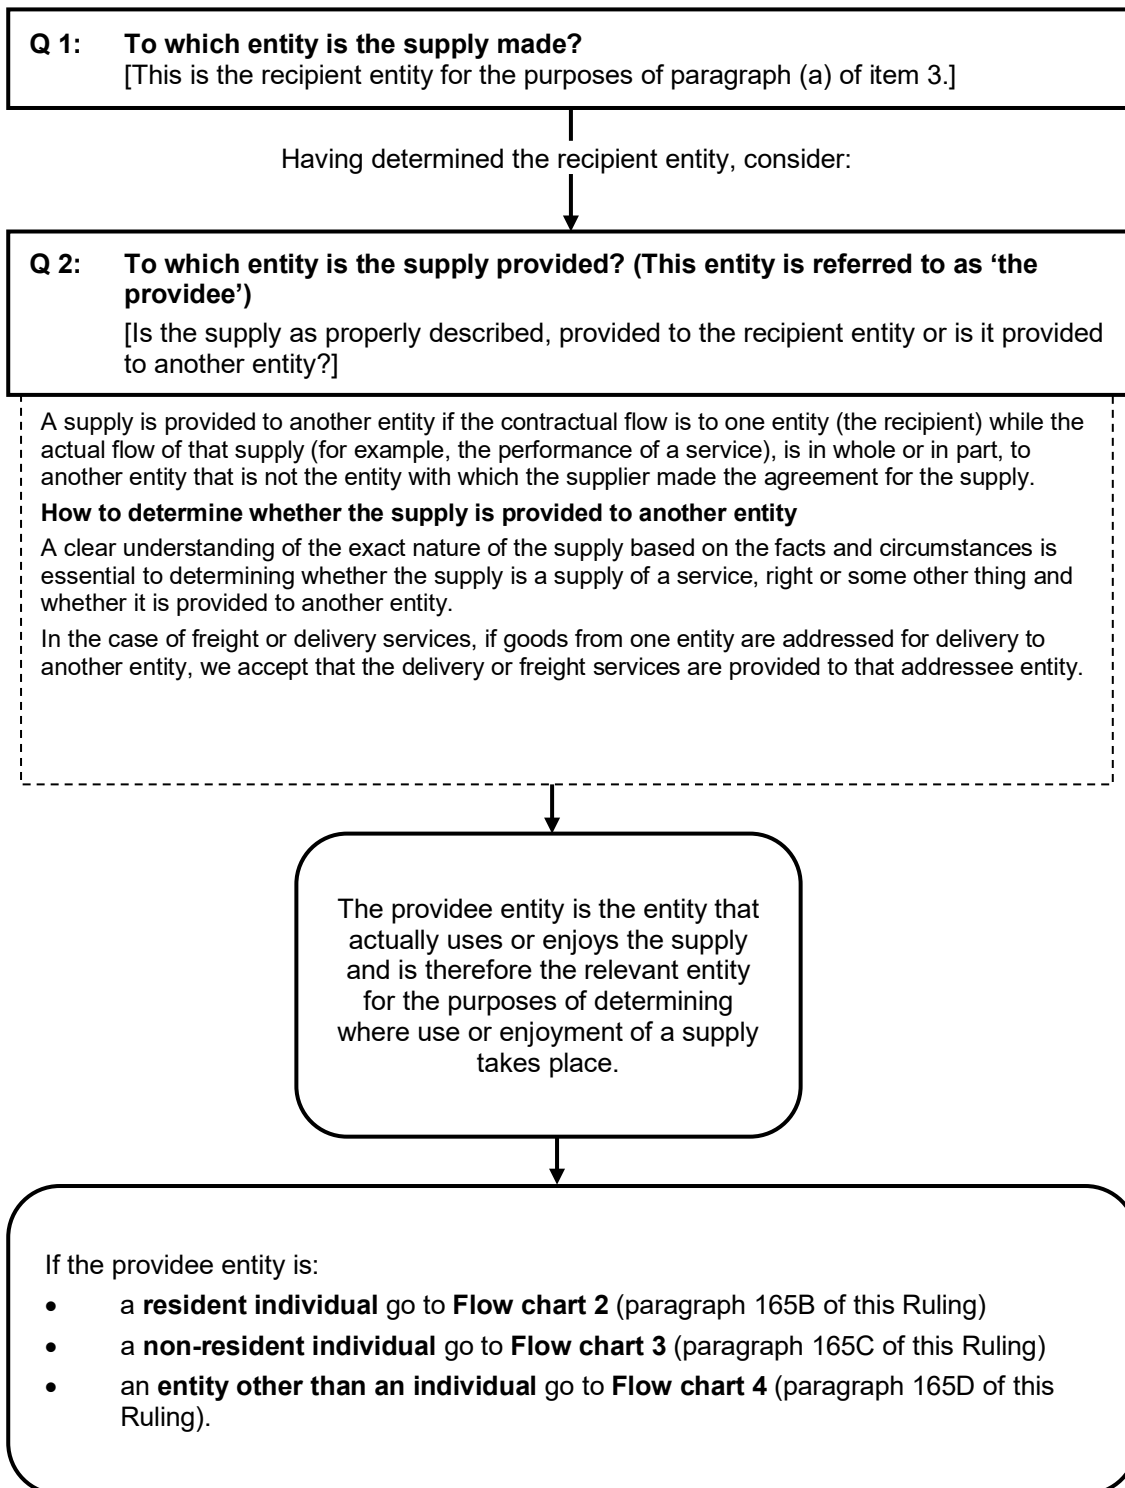 Q 1: To which entity is the supply made?
[This is the recipient entity for the purposes of paragraph (a) of item 3.]
Having determined the recipient entity, consider:
Q 2: To which entity is the supply provided? (This entity is referred to as ‘the
providee’)
[Is the supply as properly described, provided to the recipient entity or is it provided
to another entity?]
A supply is provided to another entity if the contractual flow is to one entity (the recipient) while the
actual flow of that supply (for example, the performance of a service), is in whole or in part, to
another entity that is not the entity with which the supplier made the agreement for the supply.
How to determine whether the supply is provided to another entity
A clear understanding of the exact nature of the supply based on the facts and circumstances is
essential to determining whether the supply is a supply of a service, right or some other thing and
whether it is provided to another entity.
In the case of freight or delivery services, if goods from one entity are addressed for delivery to
another entity, we accept that the delivery or freight services are provided to that addressee entity.
The providee entity is the entity that
actually uses or enjoys the supply
and is therefore the relevant entity
for the purposes of determining
where use or enjoyment of a supply
takes place.
If the providee entity is:
• a resident individual go to Flow chart 2 (paragraph 165B of this Ruling)
• a non-resident individual go to Flow chart 3 (paragraph 165C of this Ruling)
• an entity other than an individual go to Flow chart 4 (paragraph 165D of this
Ruling).